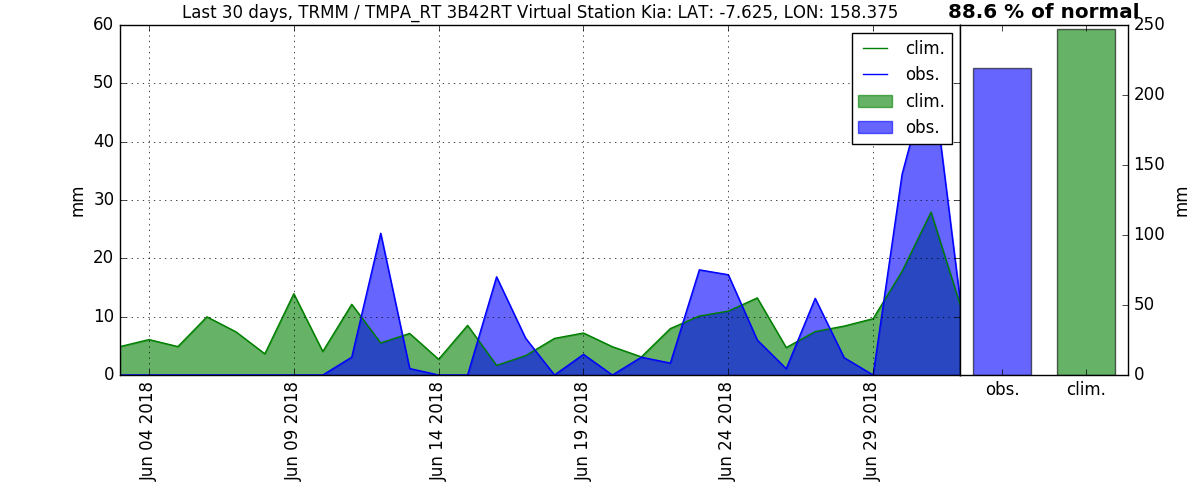 Last 30 days, TRMM / TMPA_RT 3B42RT Virtual Station Kia: LAT: -7.625, LON: 158.375
88.6 % of normal
60
50
40
30
20
10
0
mm
clim.
obs.
clim.
obs.
250
200
150
100
50
0
mm
obs.
clim.
Jun 04 2018
Jun 09 2018
Jun 14 2018
Jun 19 2018
Jun 24 2018
Jun 29 2018